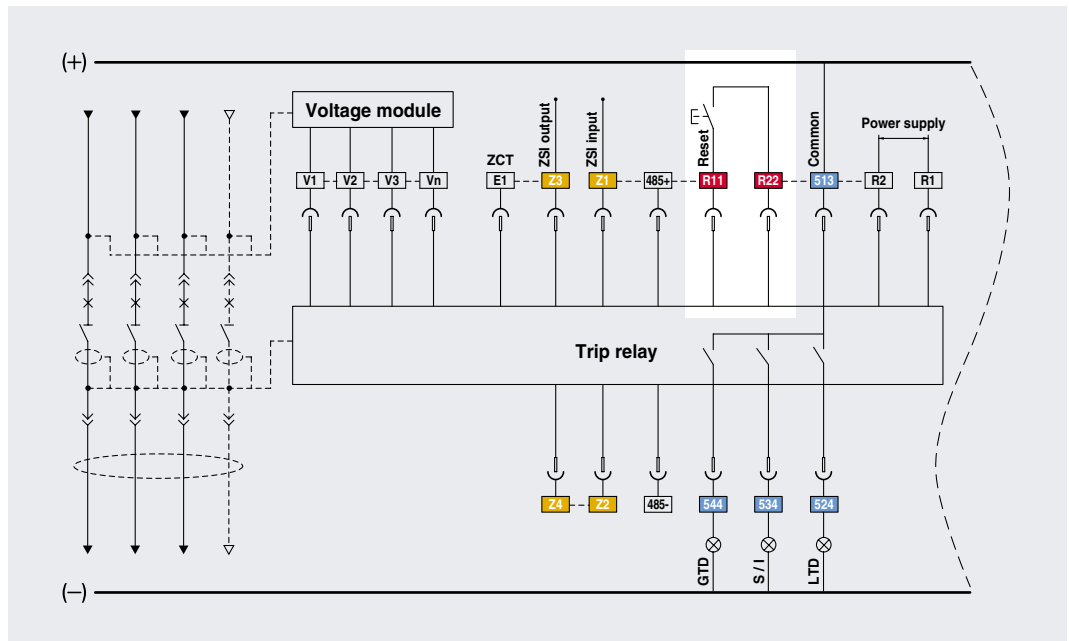 (+)
Voltage module
ZCT
ZSI output
ZSI input
Reset
Common
Power supply
V1
V2
V3
Vn
E1
Z3
Z1
485+
R11
R22
513
R2
R1
Trip relay
Z4
Z2
485-
544
534
524
GTD
S / I
LTD
(—)